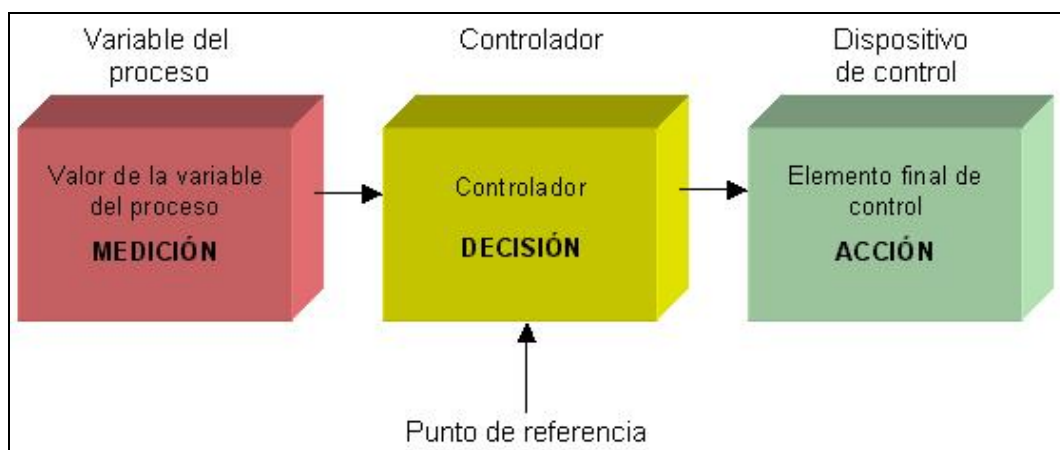 Variable del
proceso
Controlador
Dispositivo
de control
Valor de la variable
del proceso
MEDICIÓN
Controlador
DECISIÓN
Elemento final de
control
ACCIÓN
Punto de referencia